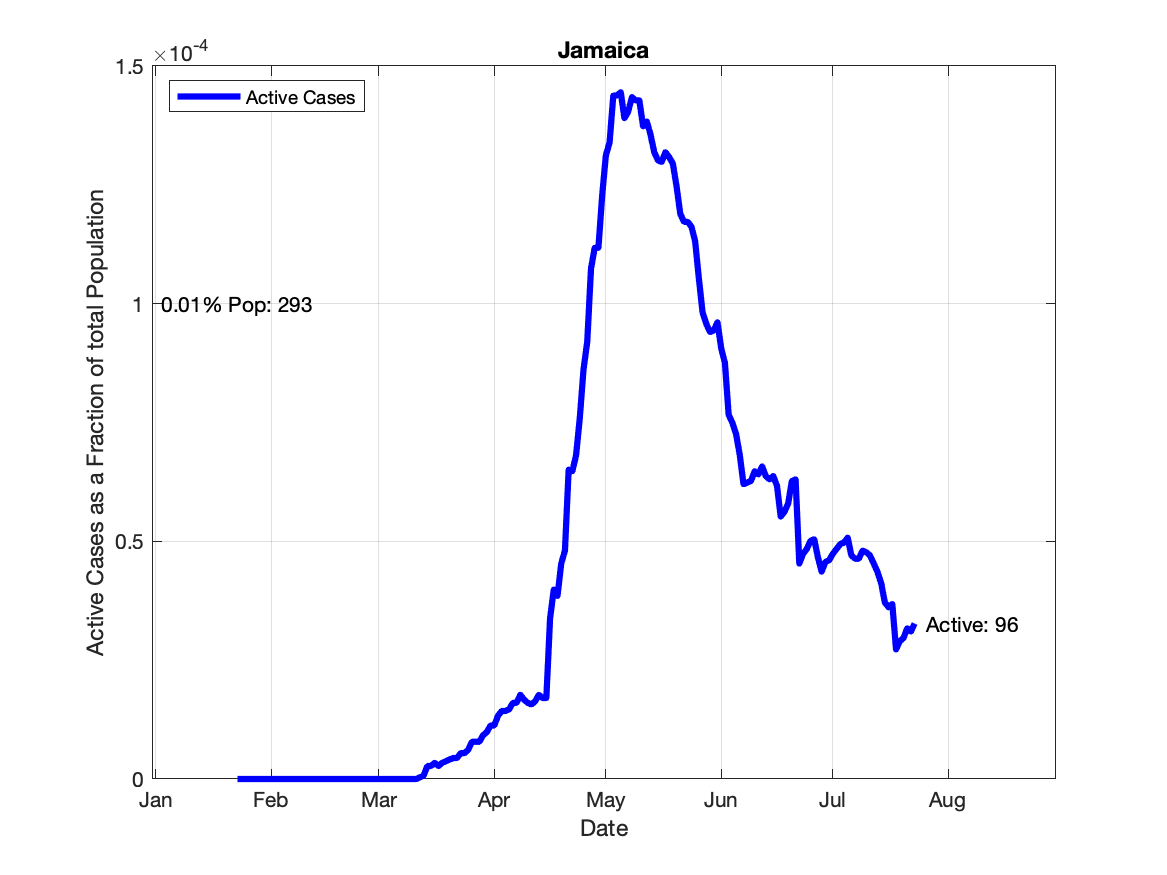 Jamaica
×10-4
1.5
Active Cases
1
0.01% Pop: 293
0.5
Active: 96
0
Jan Feb Mar Apr May Jun Jul Aug
Date
Active Cases as a Fraction of total Population